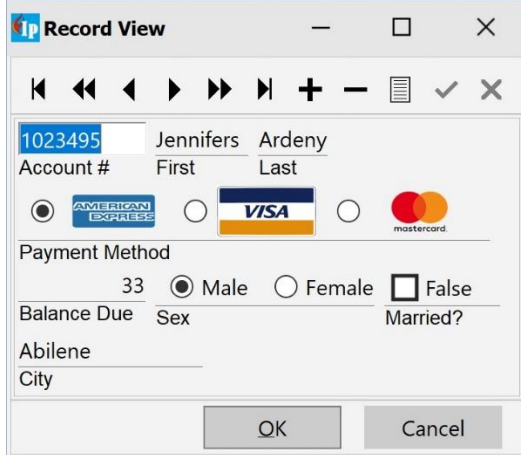 1p Record View
1023495 Jennifers Ardeny
Account # First Last
AMERICAN EXPRESS VISA mastercard.
Payment Method
33 Male Female False
Balance Due Sex Married?
Abilene
City
OK Cancel